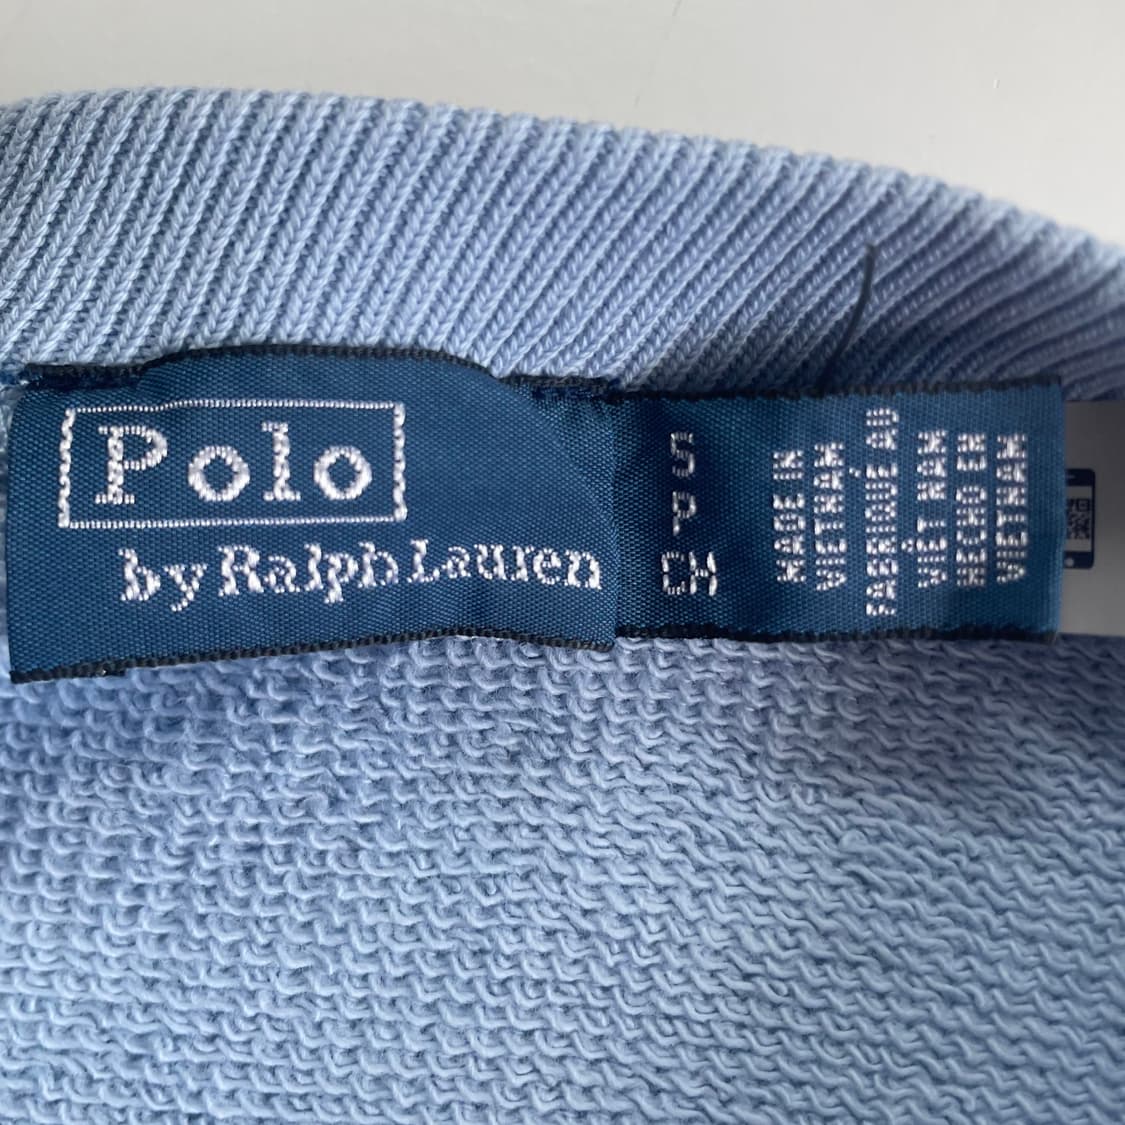 Polo
by Ralph Lauren
S
P
CH
MADE IN
VIETNAM
FABRIQUÉ AU
VIÊT NAM
HECHO EN
VIETNAM